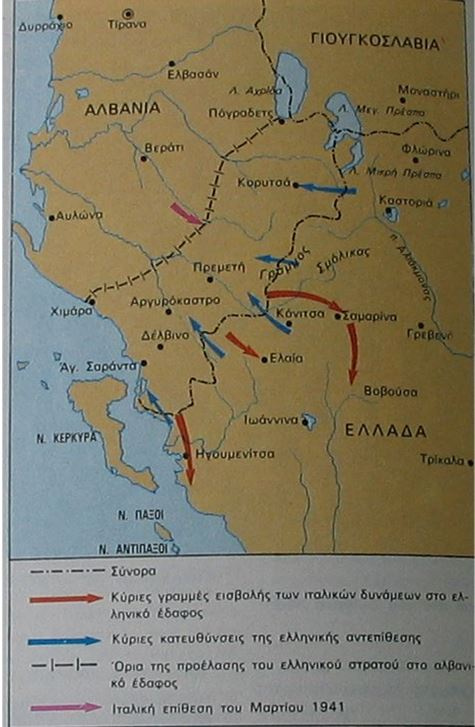 Δυρράχιο
Τίρανα
ΓΙΟΥΓΚΟΣΛΑΒΙΑ
Ελβασάν
Λ. Αχρίδα
Μοναστήρι
ΑΛΒΑΝΙΑ
Πόγραδετς
Λ. Μεγ. Πρέσπα
Βεράτι
Φλώρινα
Λ. Μικρή Πρέσπα
Κορυτσά
Καστοριά
Αυλώνα
π. Αλιάκμονας
Πρεμετή
Γράμμος
Σμόλικας
Χιμάρα
Αργυρόκαστρο
Κόνιτσα
Σαμαρίνα
Γρεβενά
Δέλβινο
Ελαία
Άγ. Σαράντα
Βοβούσα
Ιωάννινα
ΕΛΛΑΔΑ
Ν. ΚΕΡΚΥΡΑ
Ηγουμενίτσα
Τρίκαλα
Ν. ΠΑΞΟΙ
Ν. ΑΝΤΙΠΑΞΟΙ
Σύνορα
Κύριες γραμμές εισβολής των ιταλικών δυνάμεων στο ελ-
ληνικό έδαφος
Κύριες κατευθύνσεις της ελληνικής αντεπίθεσης
Όρια της προέλασης του ελληνικού στρατού στο αλβανι-
κό έδαφος
Ιταλική επίθεση του Μαρτίου 1941